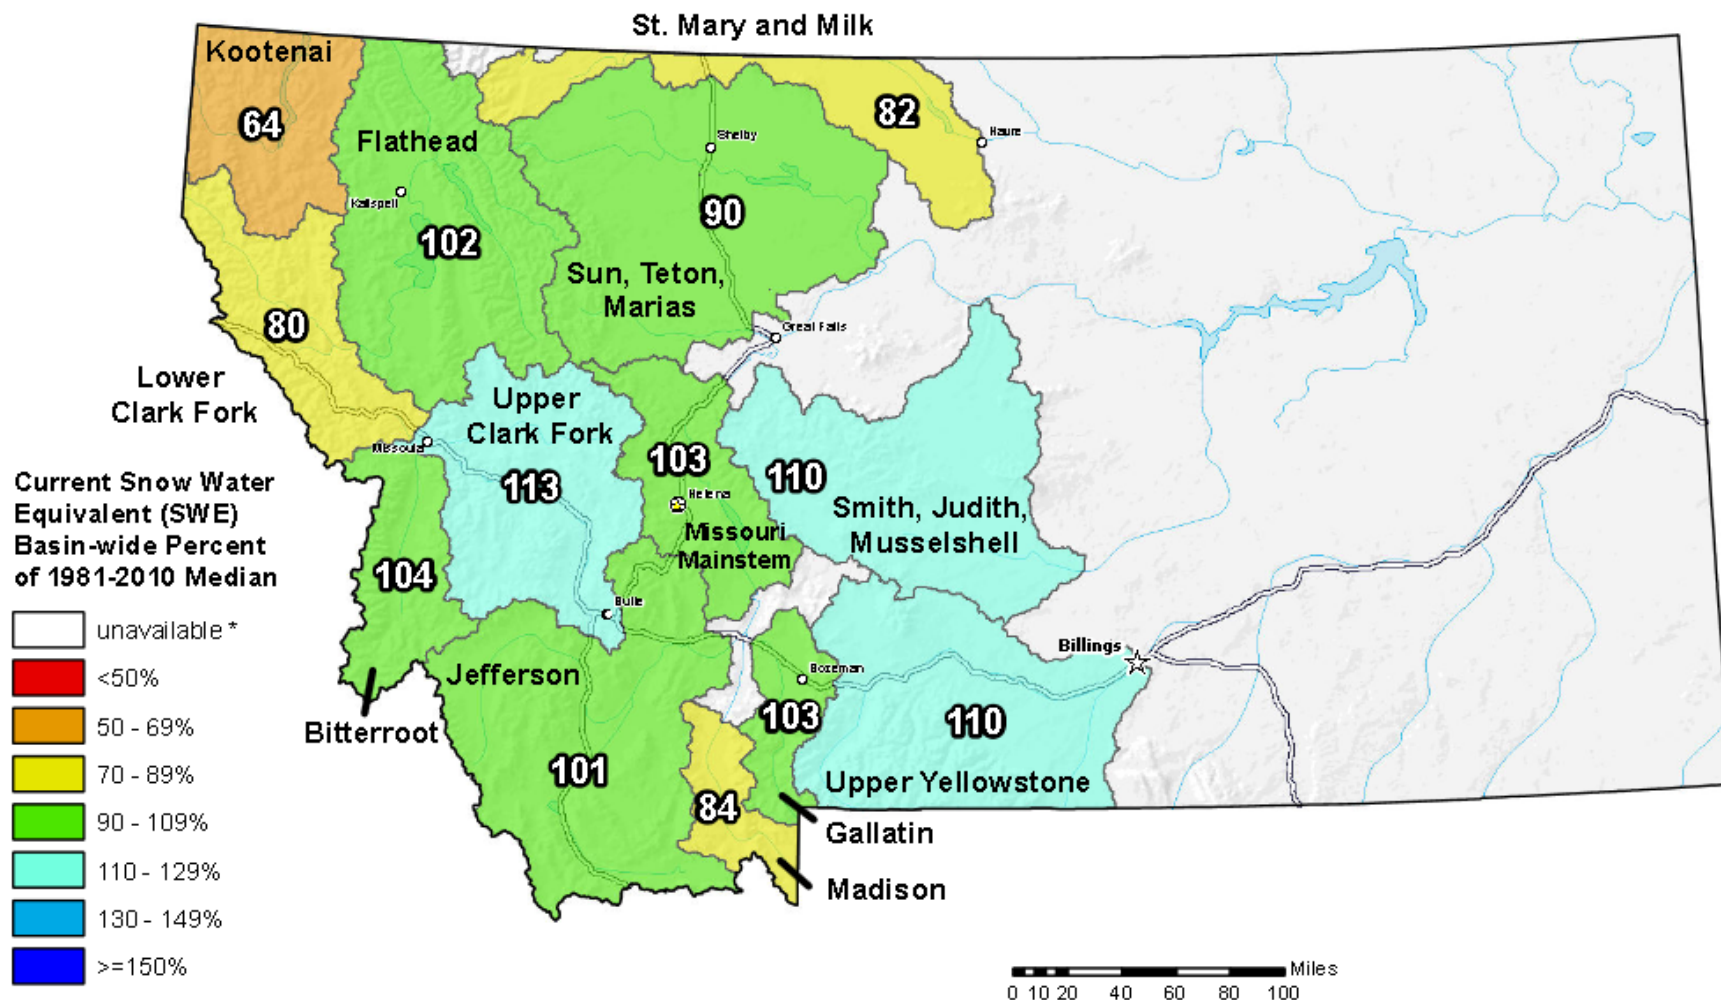 St. Mary and Milk
Kootenai
64
82
Havre
Shelby
Flathead
Kalispell
90
102
Sun, Teton,
Marias
80
Great Falls
Lower
Clark Fork
Upper
Clark Fork
Missoula
103
110
113
Helena
Smith, Judith,
Musselshell
Missouri
Mainstem
104
Butte
Billings
Jefferson
Bozeman
Bitterroot
103
110
101
Upper Yellowstone
84
Gallatin
Madison
Current Snow Water
Equivalent (SWE)
Basin-wide Percent
of 1981-2010 Median
unavailable *
<50%
50 - 69%
70 - 89%
90 - 109%
110 - 129%
130 - 149%
>=150%
Miles
0 10 20 40 60 80 100